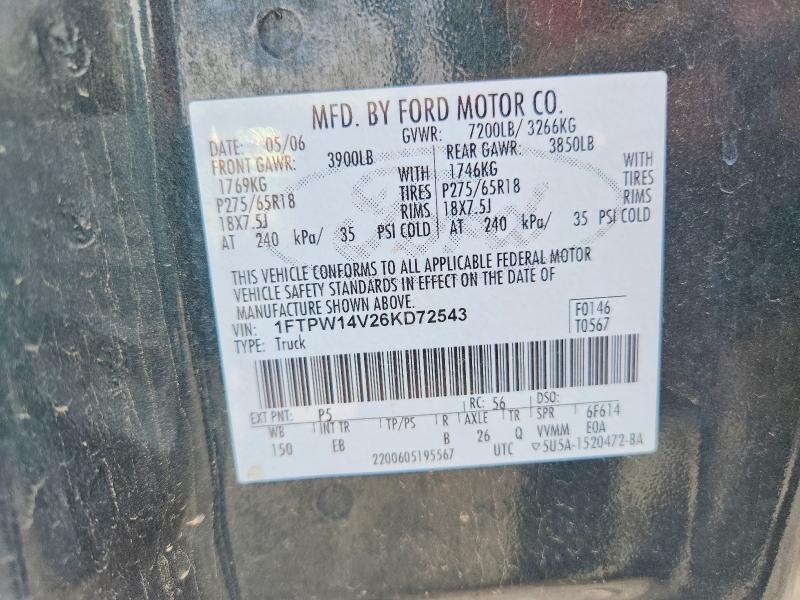 MFD. BY FORD MOTOR CO.
DATE: 05/06 GVWR: 7200LB/ 3266KG
FRONT GAWR: 3900LB REAR GAWR: 3850LB
1769KG WITH 1746KG WITH
P275/65R18 TIRES P275/65R18 TIRES
18X7.5J RIMS 18X7.5J RIMS
AT 240 kPa/ 35 PSI COLD AT 240 kPa/ 35 PSI COLD
THIS VEHICLE CONFORMS TO ALL APPLICABLE FEDERAL MOTOR
VEHICLE SAFETY STANDARDS IN EFFECT ON THE DATE OF
MANUFACTURE SHOWN ABOVE.
VIN: 1FTPW14V26KD72543 F0146
TYPE: Truck T0567
EXT PNT: P5 RC: 56 DSO:
WB INT TR TP/PS R AXLE TR SPR 6F614
150 EB B 26 Q VVMM E0A
2200605195567 UTC 5U5A-1520472-BA
Ford